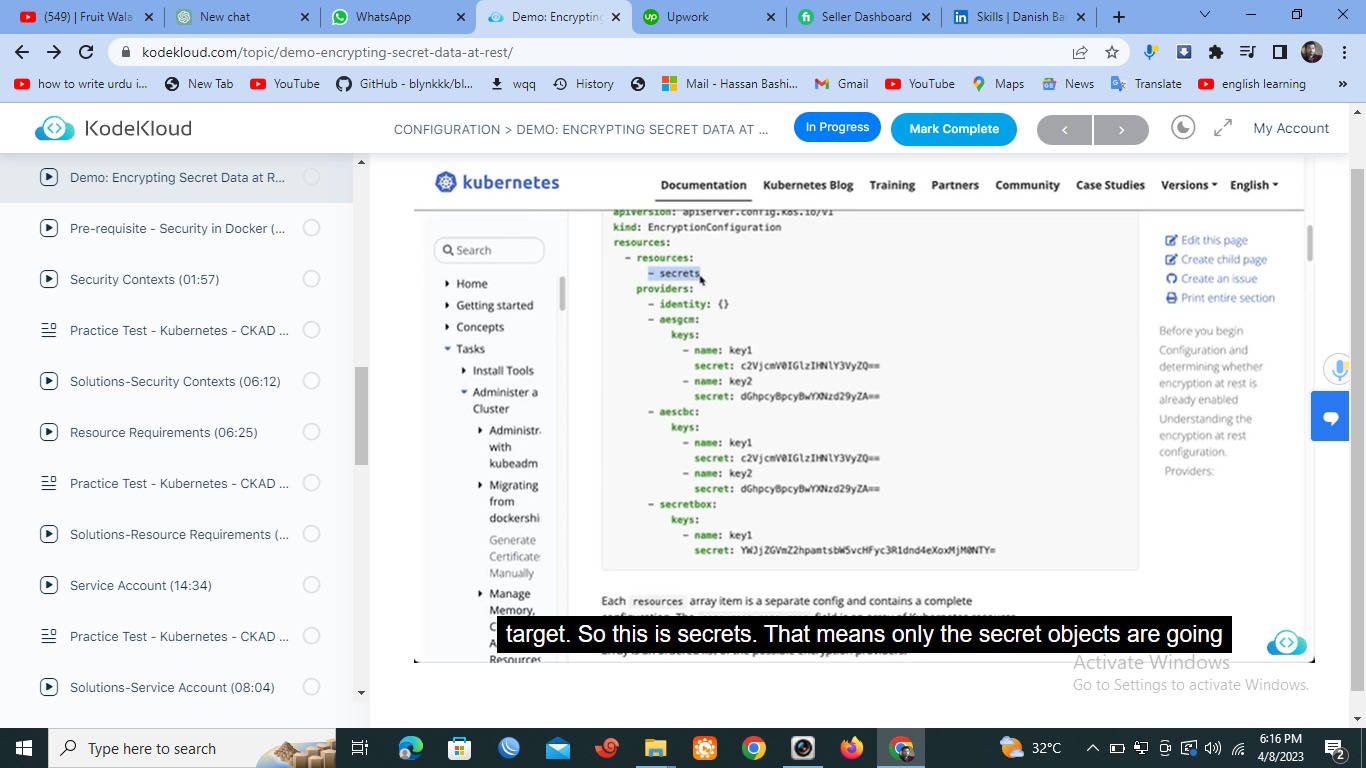 (549) | Fruit Wala
New chat
WhatsApp
Demo: Encrypting
Upwork
Seller Dashboard
Skills | Danish Ba
kodekloud.com/topic/demo-encrypting-secret-data-at-rest/
how to write urdu i...
New Tab
YouTube
GitHub - blynkkk/bl...
wqq
History
Mail - Hassan Bashi...
Gmail
YouTube
Maps
News
Translate
english learning
»
KodeKloud
CONFIGURATION > DEMO: ENCRYPTING SECRET DATA AT ...
In Progress
Mark Complete
My Account
Demo: Encrypting Secret Data at R...
Pre-requisite - Security in Docker (...
Security Contexts (01:57)
Practice Test - Kubernetes - CKAD ...
Solutions-Security Contexts (06:12)
Resource Requirements (06:25)
Practice Test - Kubernetes - CKAD ...
Solutions-Resource Requirements (...
Service Account (14:34)
Practice Test - Kubernetes - CKAD ...
Solutions-Service Account (08:04)
kubernetes
Documentation
Kubernetes Blog
Training
Partners
Community
Case Studies
Versions
English
Search
Home
Getting started
Concepts
Tasks
Install Tools
Administer a
Cluster
Administr
with
kubeadm
Migrating
from
dockershi
Generate
Certificate
Manually
Manage
Memory,
Resources
apiVersion: apiserver.config.k8s.io/v1
kind: EncryptionConfiguration
resources:
- resources:
- secrets
providers:
- identity: {}
- aesgcm:
keys:
- name: key1
secret: c2VjcmV0IGlzIHNlY3VyZQ==
- name: key2
secret: dGhpcyBpcyBwYXNzd29yZA==
- aescbc:
keys:
- name: key1
secret: c2VjcmV0IGlzIHNlY3VyZQ==
- name: key2
secret: dGhpcyBpcyBwYXNzd29yZA==
- secretbox:
keys:
- name: key1
secret: YWJjZGVmZ2hpamtsbW5vcHFyc3R1dnd4eXoxMjM0NTY=
Each resources array item is a separate config and contains a complete
Edit this page
Create child page
Create an issue
Print entire section
Before you begin
Configuration and
determining whether
encryption at rest is
already enabled
Understanding the
encryption at rest
configuration.
Providers:
target. So this is secrets. That means only the secret objects are going
Activate Windows
Go to Settings to activate Windows.
Type here to search
32°C
6:16 PM
4/8/2023
2